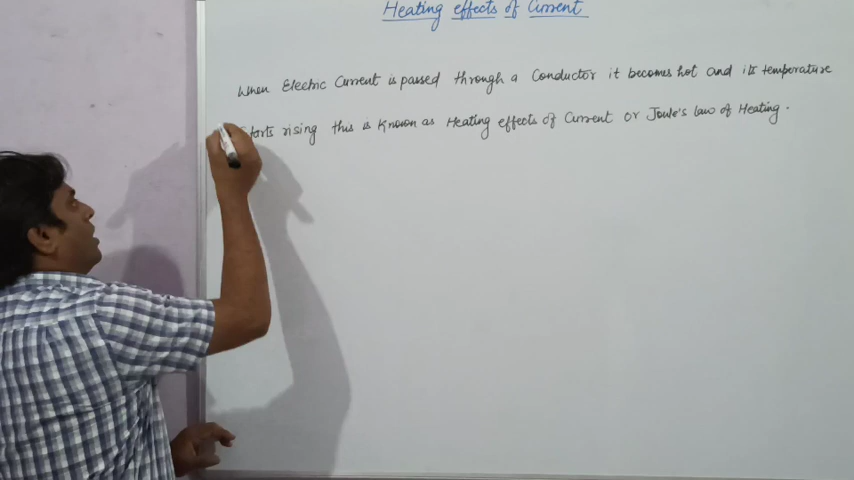 Heating effects of Current
When Electric Current is passed through a Conductor it becomes hot and its temperature
Starts rising this is Known as Heating effects of Current or Joule's law of Heating.